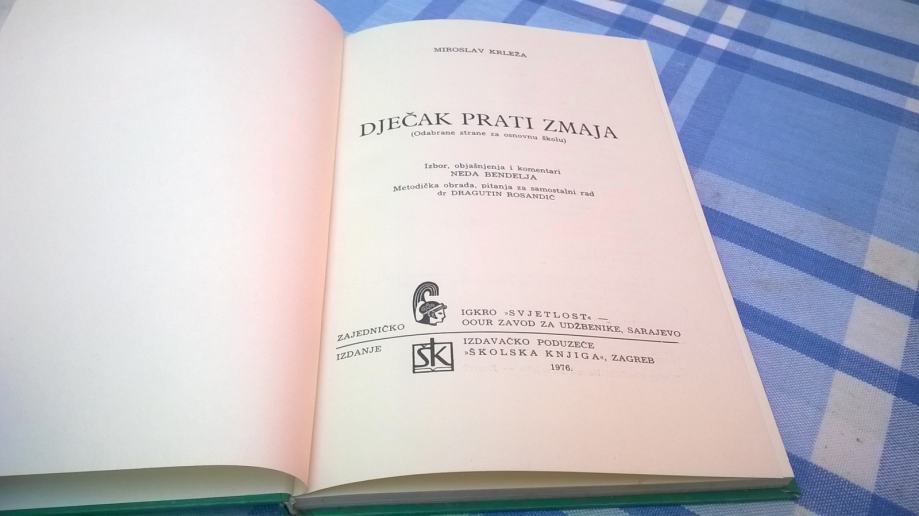 MIROSLAV KRLEŽA
DJEČAK PRATI ZMAJA
(Odabrane strane za osnovnu školu)
Izbor, objašnjenja i komentari
NEDA BENDELJA
Metodička obrada, pitanja za samostalni rad
dr DRAGUTIN ROSANDIĆ
ZAJEDNIČKO
IZDANJE
IGKRO »SVJETLOST« —
OOUR ZAVOD ZA UDŽBENIKE, SARAJEVO
ŠK
IZDAVAČKO PODUZEĆE
»ŠKOLSKA KNJIGA«, ZAGREB
1976.